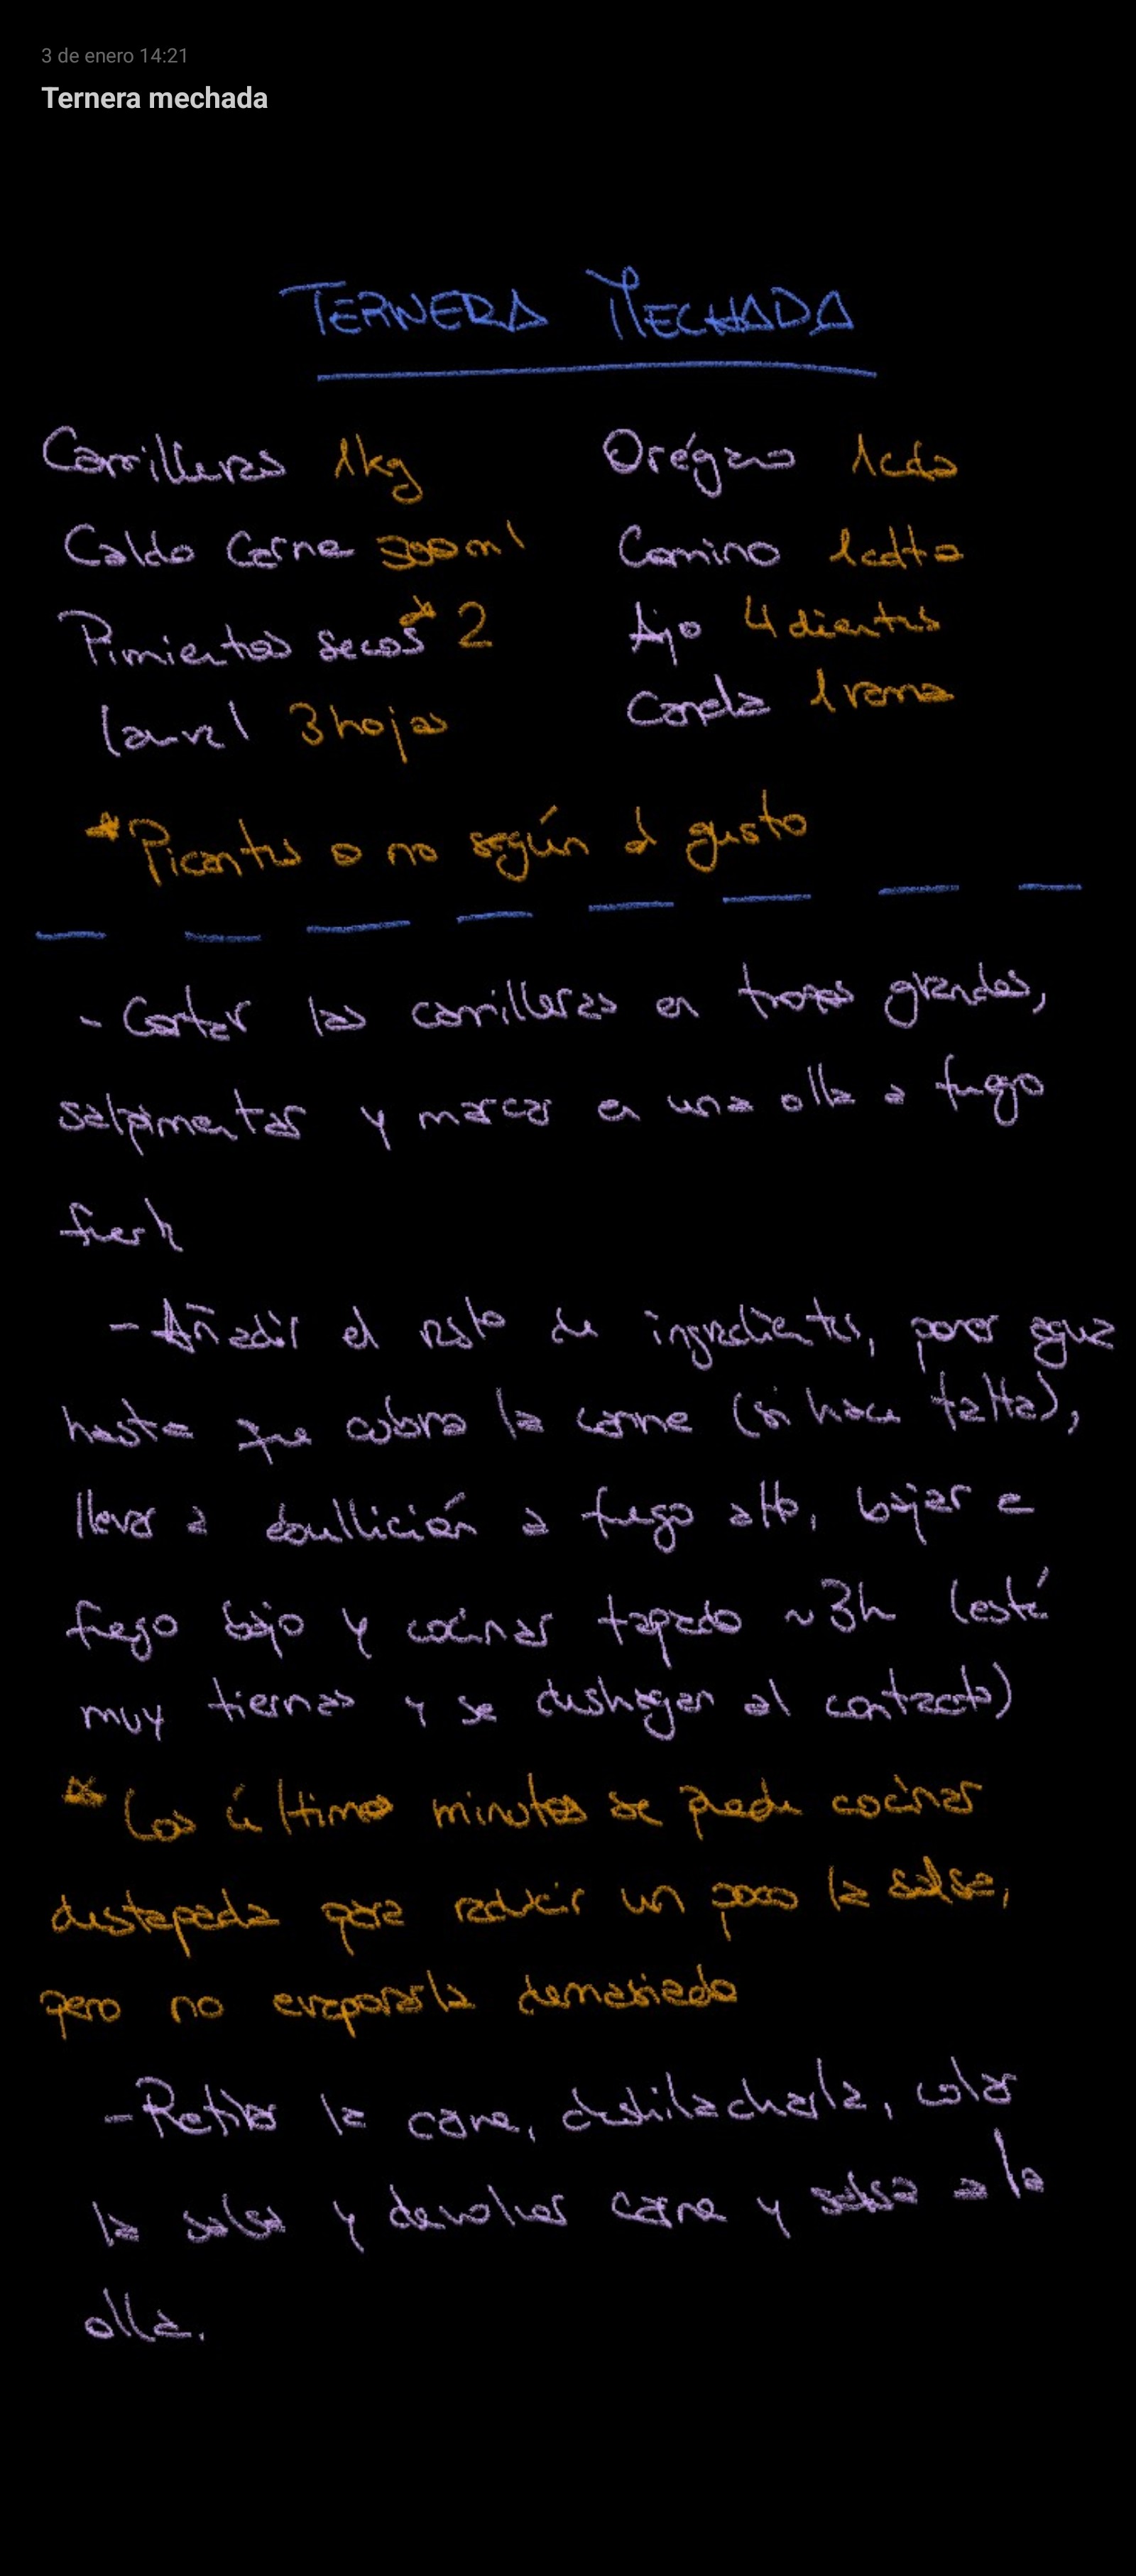 3 de enero 14:21
Ternera mechada
TERNERA MECHADA
Carrilleras 1kg
Orégano 1cda
Caldo Carne 300ml
Comino 1cdta
Pimientos secos* 2
Ajo 4 dientes
laurel 3 hojas
Canela 1 rama
*Picantes o no según el gusto
- Cortar las carrilleras en trozos grandes,
salpimentar y marcar en una olla a fuego
fuerte
- Añadir el resto de ingredientes, poner agua
hasta que cubra la carne (si hace falta),
llevar a ebullición a fuego alto, bajar a
fuego bajo y cocinar tapado ~3h (esté
muy tiernas y se deshagan al contacto)
* Los últimos minutos se puede cocinar
destapada para reducir un poco la salsa,
pero no evaporarla demasiado
- Retirar la carne, deshilacharla, colar
la salsa y devolver carne y salsa a la
olla.